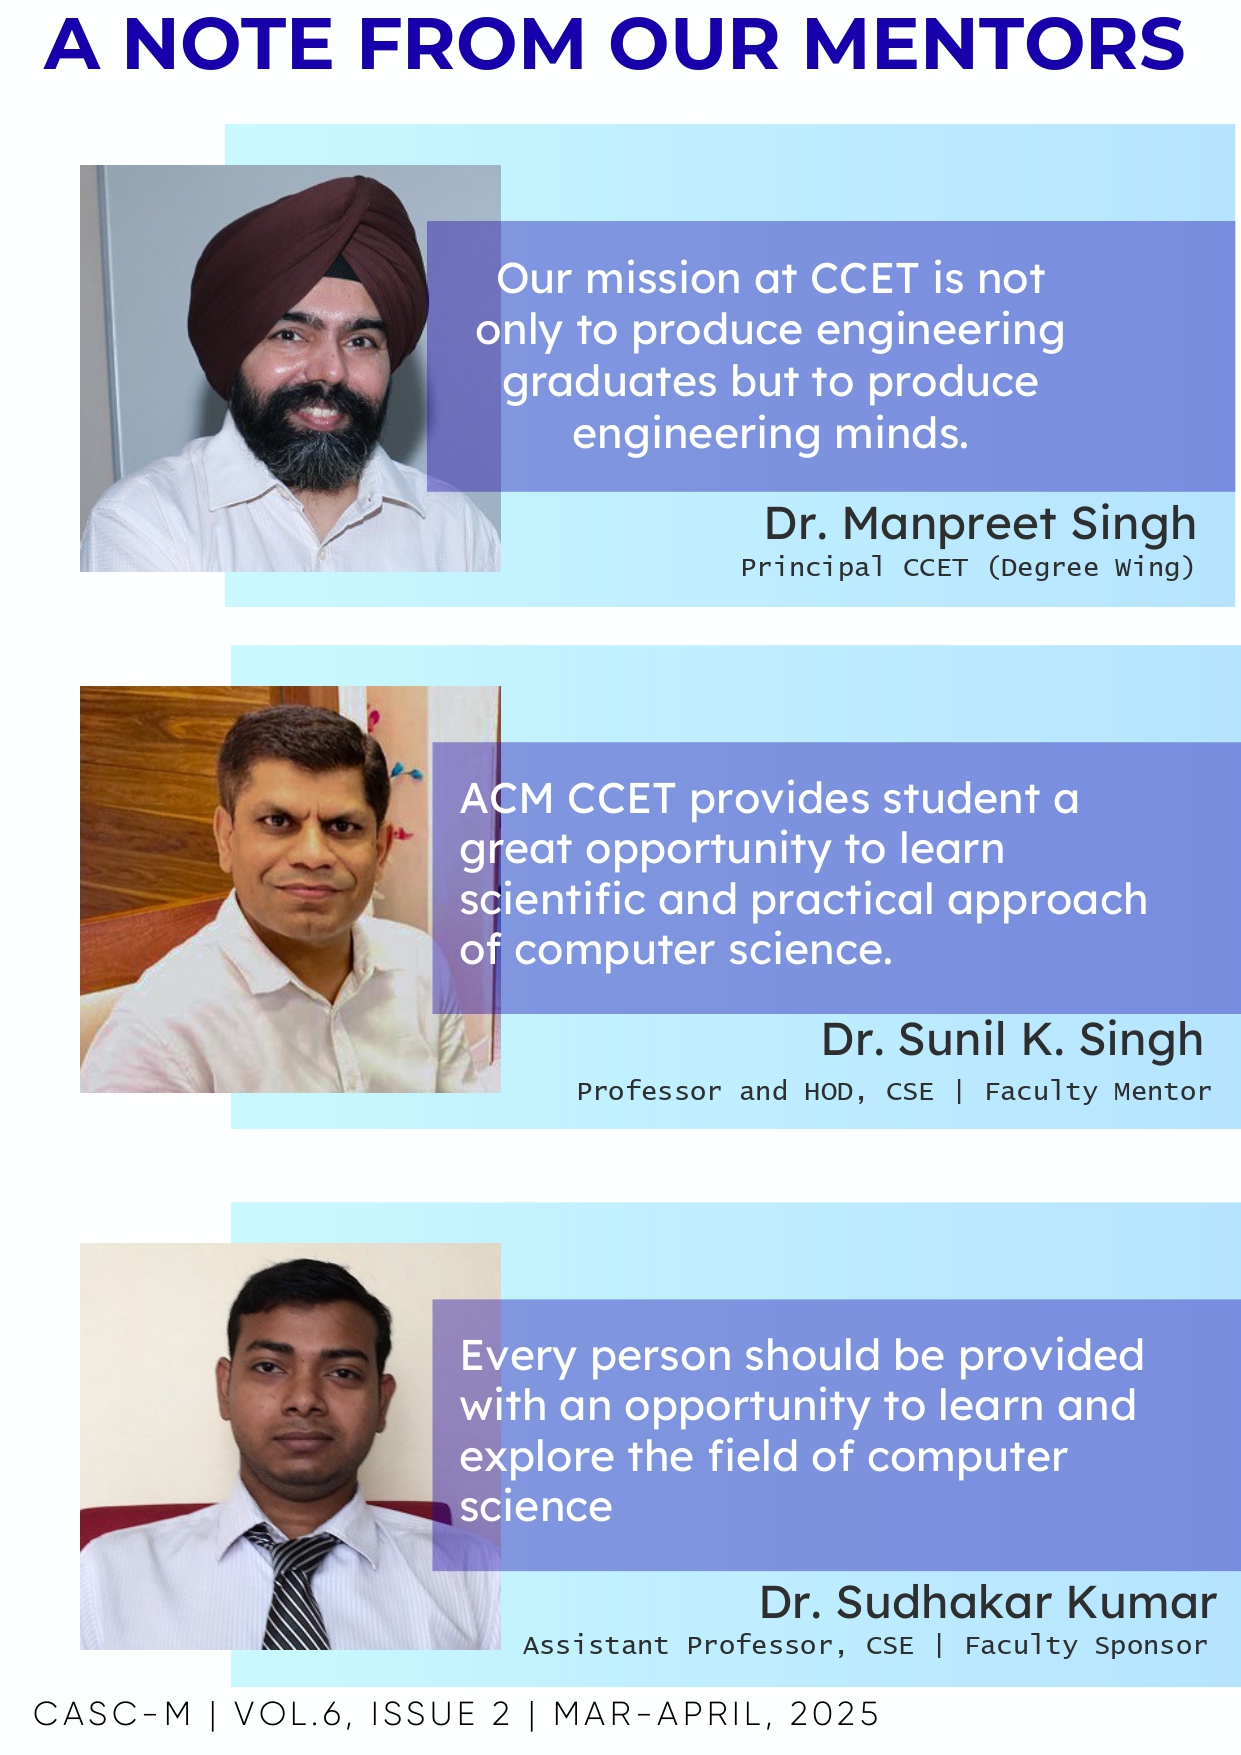 A NOTE FROM OUR MENTORS
Our mission at CCET is not
only to produce engineering
graduates but to produce
engineering minds.
Dr. Manpreet Singh
Principal CCET (Degree Wing)
ACM CCET provides student a
great opportunity to learn
scientific and practical approach
of computer science.
Dr. Sunil K. Singh
Professor and HOD, CSE | Faculty Mentor
Every person should be provided
with an opportunity to learn and
explore the field of computer
science
Dr. Sudhakar Kumar
Assistant Professor, CSE | Faculty Sponsor
CASC-M | VOL.6, ISSUE 2 | MAR-APRIL, 2025